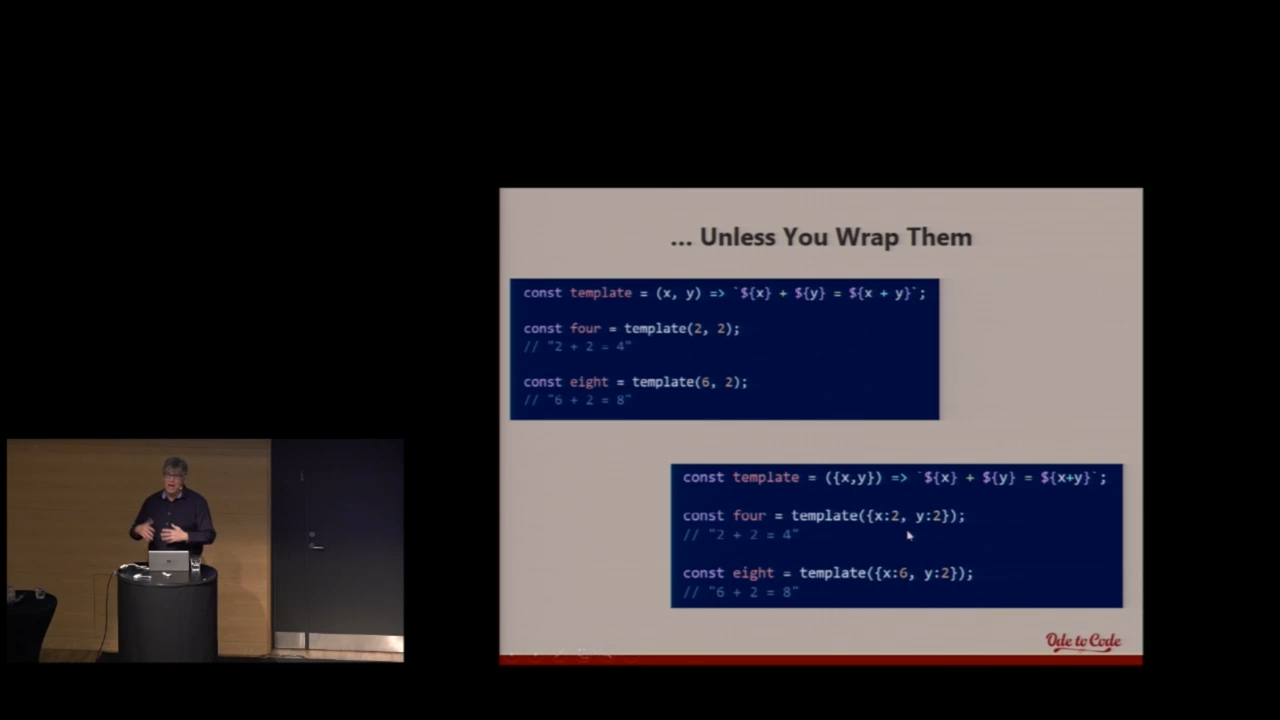 ... Unless You Wrap Them
const template = (x, y) => `${x} + ${y} = ${x + y}`;
const four = template(2, 2);
// "2 + 2 = 4"
const eight = template(6, 2);
// "6 + 2 = 8"
const template = ({x,y}) => `${x} + ${y} = ${x+y}`;
const four = template({x:2, y:2});
// "2 + 2 = 4"
const eight = template({x:6, y:2});
// "6 + 2 = 8"
Ode to Code